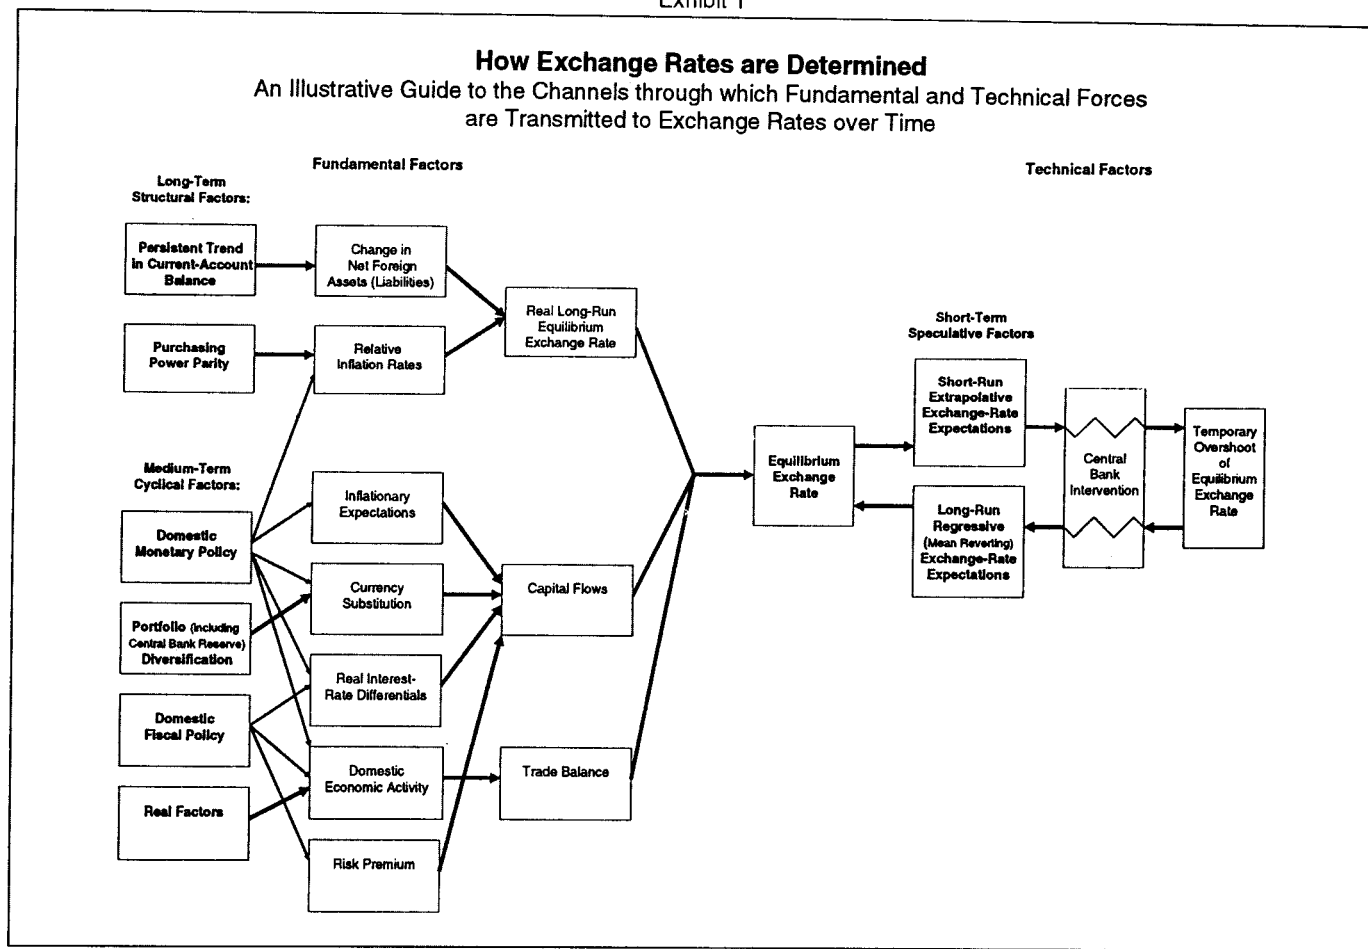 Exhibit 1
How Exchange Rates are Determined
An Illustrative Guide to the Channels through which Fundamental and Technical Forces
are Transmitted to Exchange Rates over Time
Fundamental Factors
Technical Factors
Long-Term
Structural Factors:
Persistent Trend
in Current-Account
Balance
Change in
Net Foreign
Assets (Liabilities)
Real Long-Run
Equilibrium
Exchange Rate
Purchasing
Power Parity
Relative
Inflation Rates
Medium-Term
Cyclical Factors:
Domestic
Monetary Policy
Inflationary
Expectations
Portfolio (Including
Central Bank Reserve)
Diversification
Currency
Substitution
Capital Flows
Domestic
Fiscal Policy
Real Interest-
Rate Differentials
Real Factors
Domestic
Economic Activity
Trade Balance
Risk Premium
Equilibrium
Exchange
Rate
Short-Term
Speculative Factors
Short-Run
Extrapolative
Exchange-Rate
Expectations
Long-Run
Regressive
(Mean Reverting)
Exchange-Rate
Expectations
Central
Bank
Intervention
Temporary
Overshoot
of
Equilibrium
Exchange
Rate